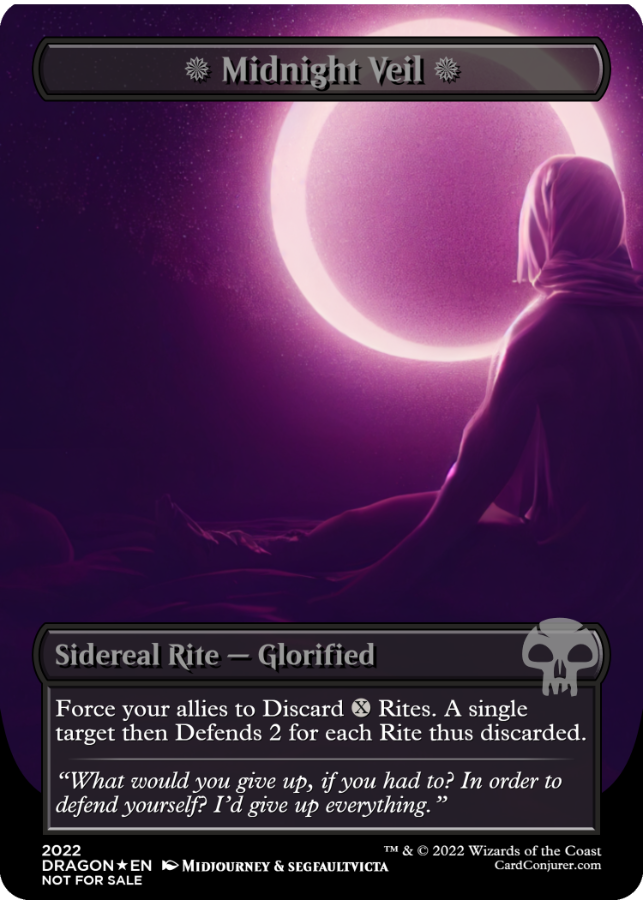 Midnight Veil
Sidereal Rite — Glorified
Force your allies to Discard X Rites. A single
target then Defends 2 for each Rite thus discarded.
“What would you give up, if you had to? In order to
defend yourself? I’d give up everything.”
2022
DRAGON★EN MIDJOURNEY & SEGFAULTVICTA
NOT FOR SALE
™ & © 2022 Wizards of the Coast
CardConjurer.com